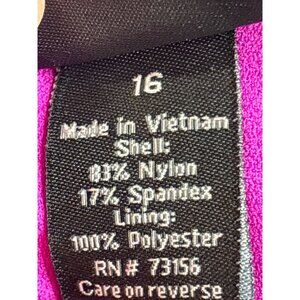 16
Made in Vietnam
Shell:
83% Nylon
17% Spandex
Lining:
100% Polyester
RN# 73156
Care on reverse